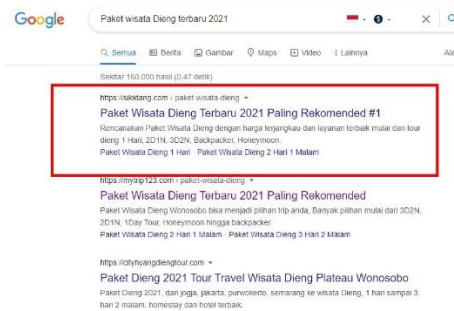 Google
Paket wisata Dieng terbaru 2021
Semua Berita Gambar Maps Video Lainnya
Sekitar 160.000 hasil (0,47 detik)
https://sikidang.com › paket-wisata-dieng
Paket Wisata Dieng Terbaru 2021 Paling Rekomended #1
Rencanakan Paket Wisata Dieng dengan harga terjangkau dan layanan terbaik mulai dari tour
dieng 1 Hari, 2D1N, 3D2N, Backpacker, Honeymoon.
Paket Wisata Dieng 1 Hari · Paket Wisata Dieng 2 Hari 1 Malam
https://mytrip123.com › paket-wisata-dieng
Paket Wisata Dieng Terbaru 2021 Paling Rekomended
Paket Wisata Dieng Wonosobo bisa menjadi pilihan trip anda, Banyak pilihan mulai dari 3D2N,
2D1N, 1Day Tour, Honeymoon hingga backpacker.
Paket Wisata Dieng 2 Hari 1 Malam · Paket Wisata Dieng 3 Hari 2 Malam
https://cityhyangdiengtour.com
Paket Dieng 2021 Tour Travel Wisata Dieng Plateau Wonosobo
Paket Dieng 2021, dari jogja, jakarta, purwokerto, semarang ke wisata Dieng, 1 hari sampai 3
hari 2 malam. homestay dan hotel terbaik.